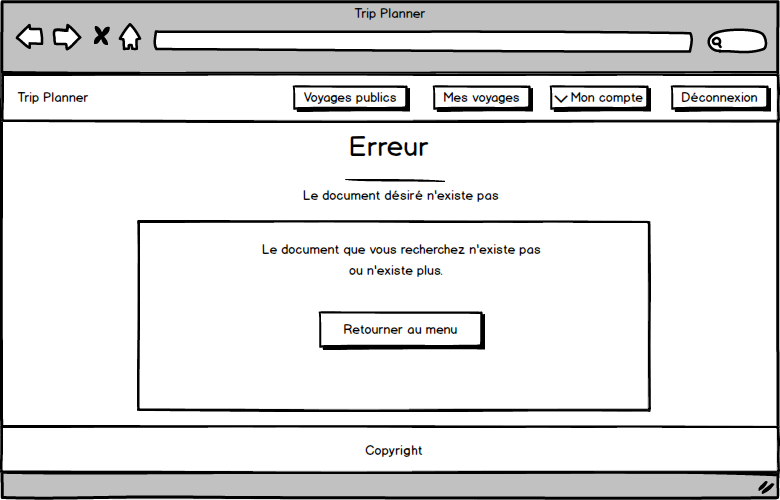 Trip Planner
Trip Planner
Voyages publics
Mes voyages
Mon compte
Déconnexion
Erreur
Le document désiré n'existe pas
Le document que vous recherchez n'existe pas
ou n'existe plus.
Retourner au menu
Copyright